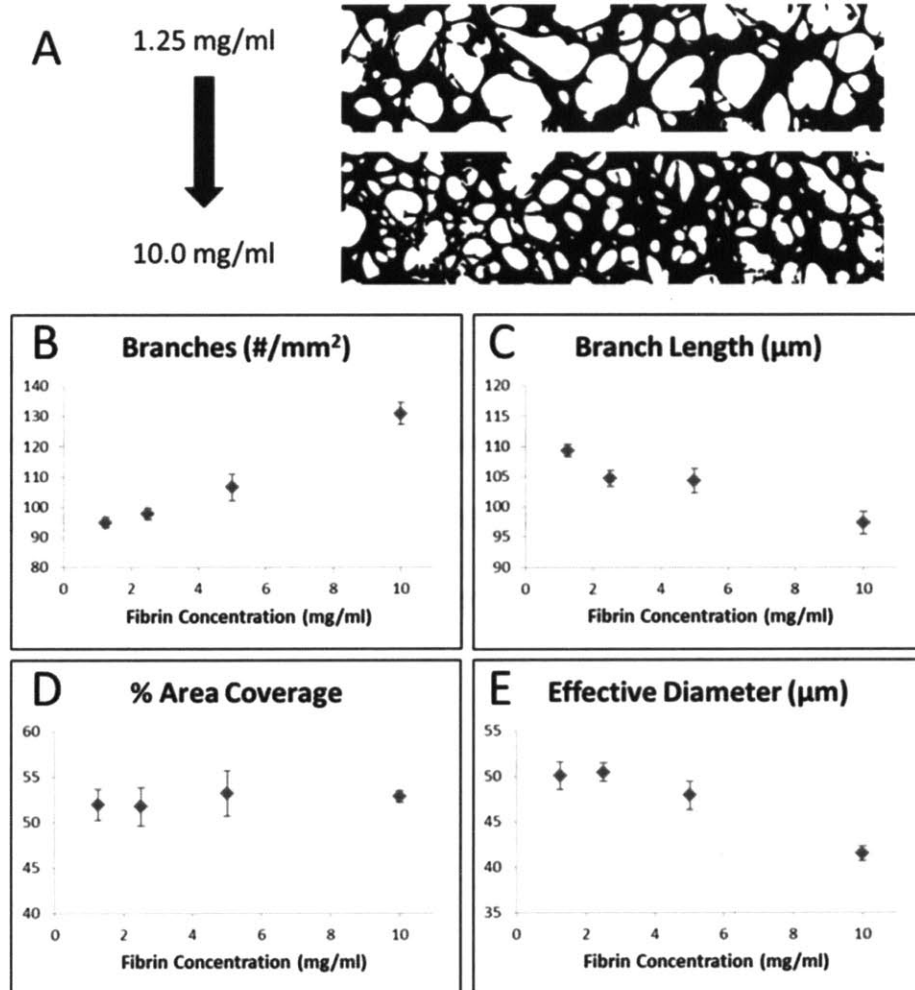 A
1.25 mg/ml
10.0 mg/ml
B
Branches (#/mm²)
140
130
120
110
100
90
80
0 2 4 6 8 10
Fibrin Concentration (mg/ml)
C
Branch Length (µm)
120
115
110
105
100
95
90
0 2 4 6 8 10
Fibrin Concentration (mg/ml)
D
% Area Coverage
60
55
50
45
40
0 2 4 6 8 10
Fibrin Concentration (mg/ml)
E
Effective Diameter (µm)
55
50
45
40
35
0 2 4 6 8 10
Fibrin Concentration (mg/ml)